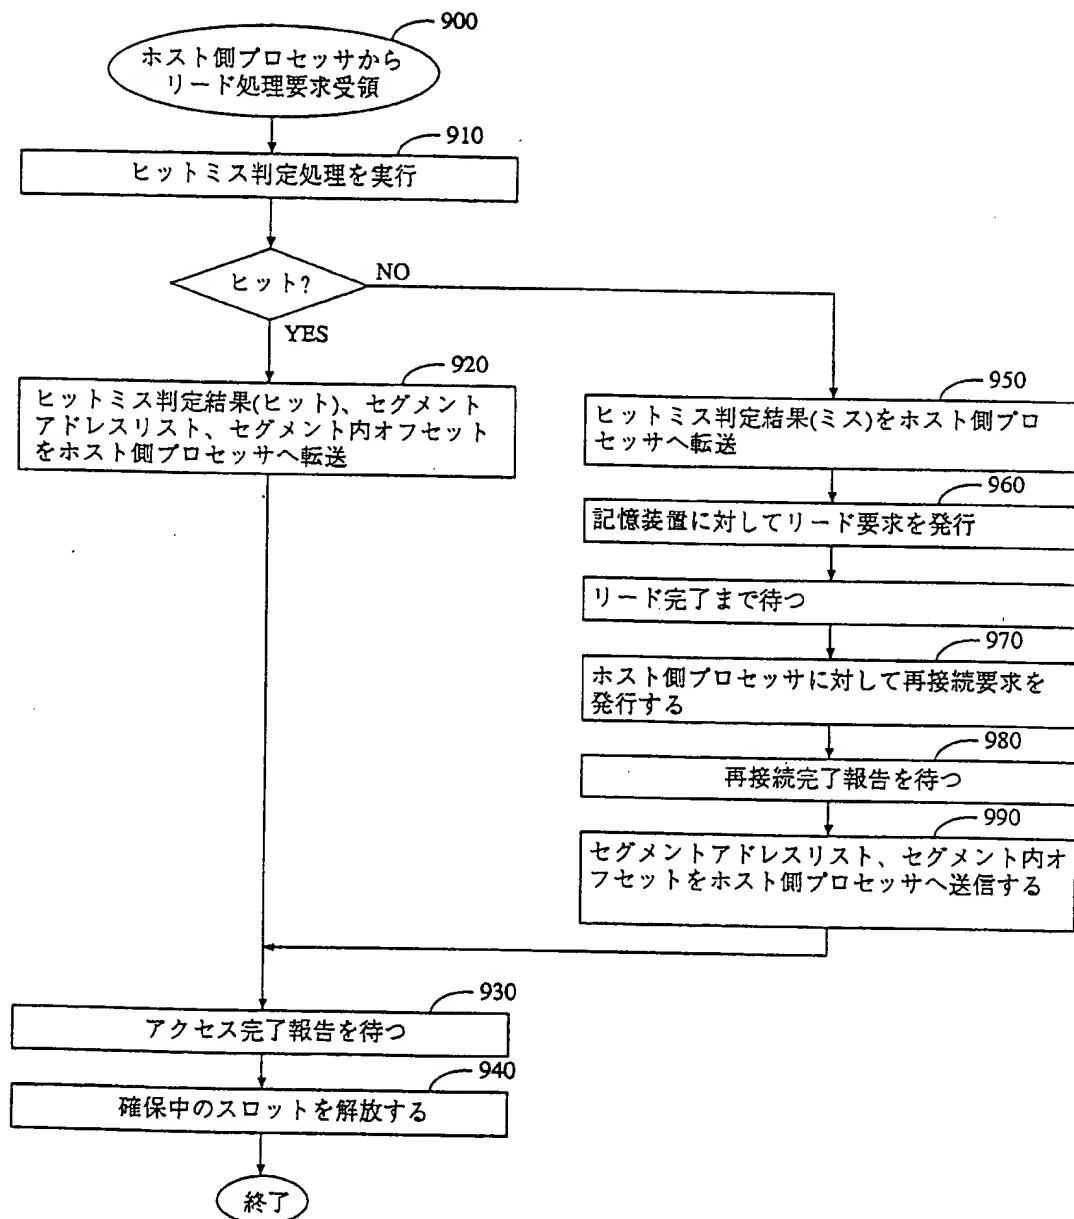 900
ホスト側プロセッサから
リード処理要求受領
910
ヒットミス判定処理を実行
ヒット?
NO
YES
920
ヒットミス判定結果(ヒット)、セグメント
アドレスリスト、セグメント内オフセット
をホスト側プロセッサへ転送
950
ヒットミス判定結果(ミス)をホスト側プロ
セッサへ転送
960
記憶装置に対してリード要求を発行
リード完了まで待つ
970
ホスト側プロセッサに対して再接続要求を
発行する
980
再接続完了報告を待つ
990
セグメントアドレスリスト、セグメント内オ
フセットをホスト側プロセッサへ送信する
930
アクセス完了報告を待つ
940
確保中のスロットを解放する
終了